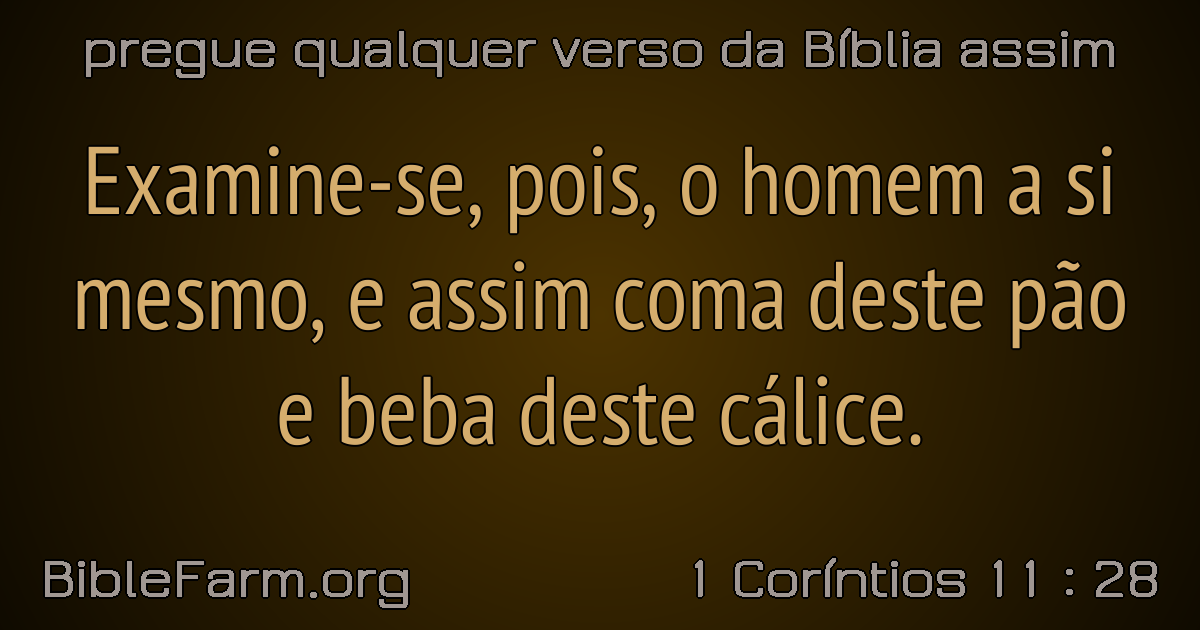 pregue qualquer verso da Bíblia assim
Examine-se, pois, o homem a si
mesmo, e assim coma deste pão
e beba deste cálice.
BibleFarm.org
1 Coríntios 11 : 28